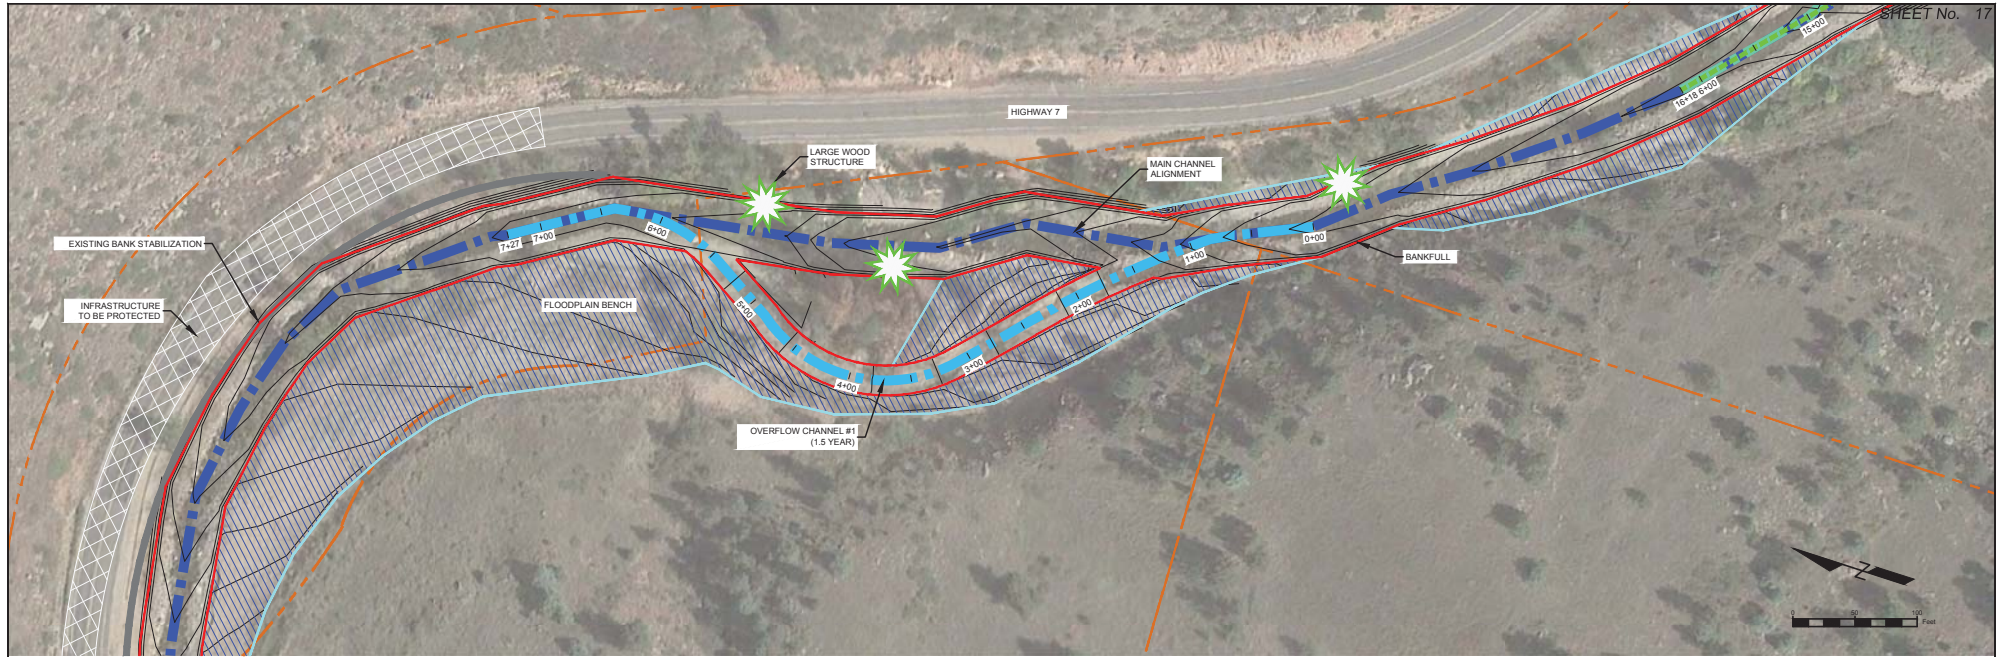 SHEET No. 17
15+00
16+18 6+00
HIGHWAY 7
LARGE WOOD
STRUCTURE
MAIN CHANNEL
ALIGNMENT
EXISTING BANK STABILIZATION
7+27
7+00
6+00
0+00
1+00
BANKFULL
INFRASTRUCTURE
TO BE PROTECTED
FLOODPLAIN BENCH
5+00
2+00
3+00
4+00
OVERFLOW CHANNEL #1
(1.5 YEAR)
Z
0 50 100
Feet